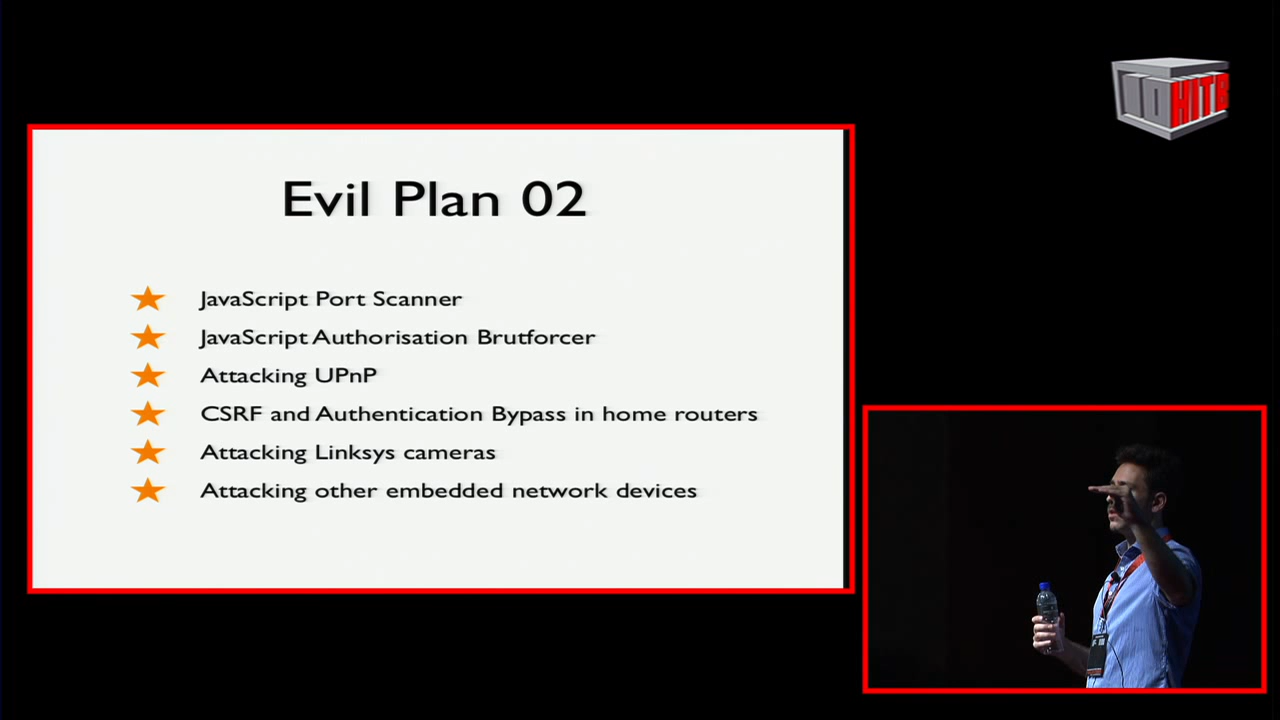 Evil Plan 02
JavaScript Port Scanner
JavaScript Authorisation Brutforcer
Attacking UPnP
CSRF and Authentication Bypass in home routers
Attacking Linksys cameras
Attacking other embedded network devices
HITB